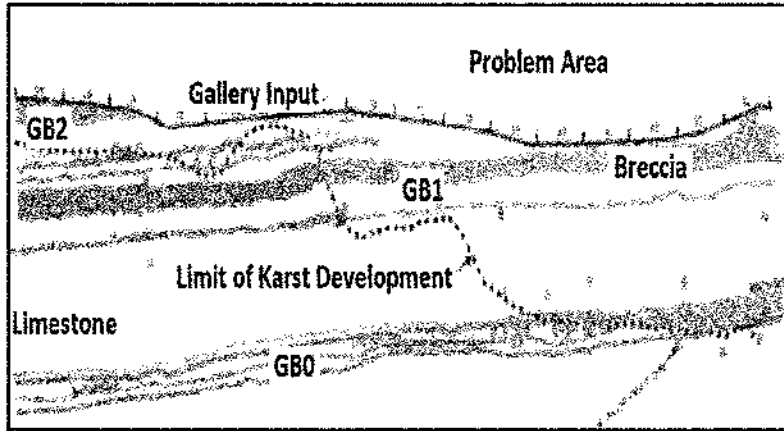 Problem Area
Gallery Input
GB2
Breccia
GB1
Limit of Karst Development
Limestone
GB0